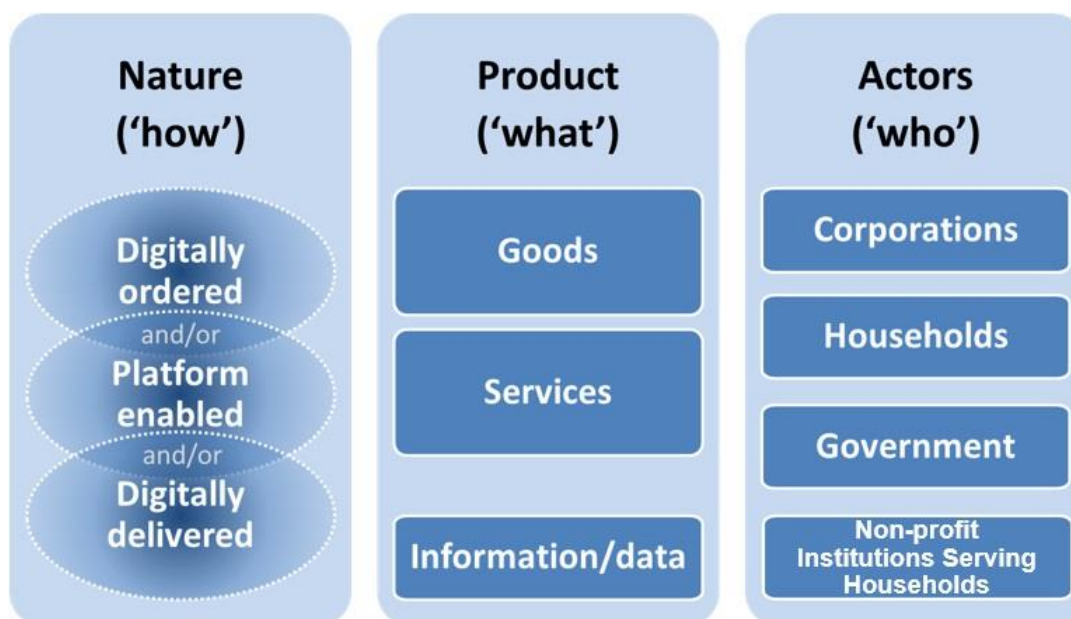 Nature
(‘how’)
Digitally
ordered
and/or
Platform
enabled
and/or
Digitally
delivered
Product
(‘what’)
Goods
Services
Information/data
Actors
(‘who’)
Corporations
Households
Government
Non-profit
Institutions Serving
Households